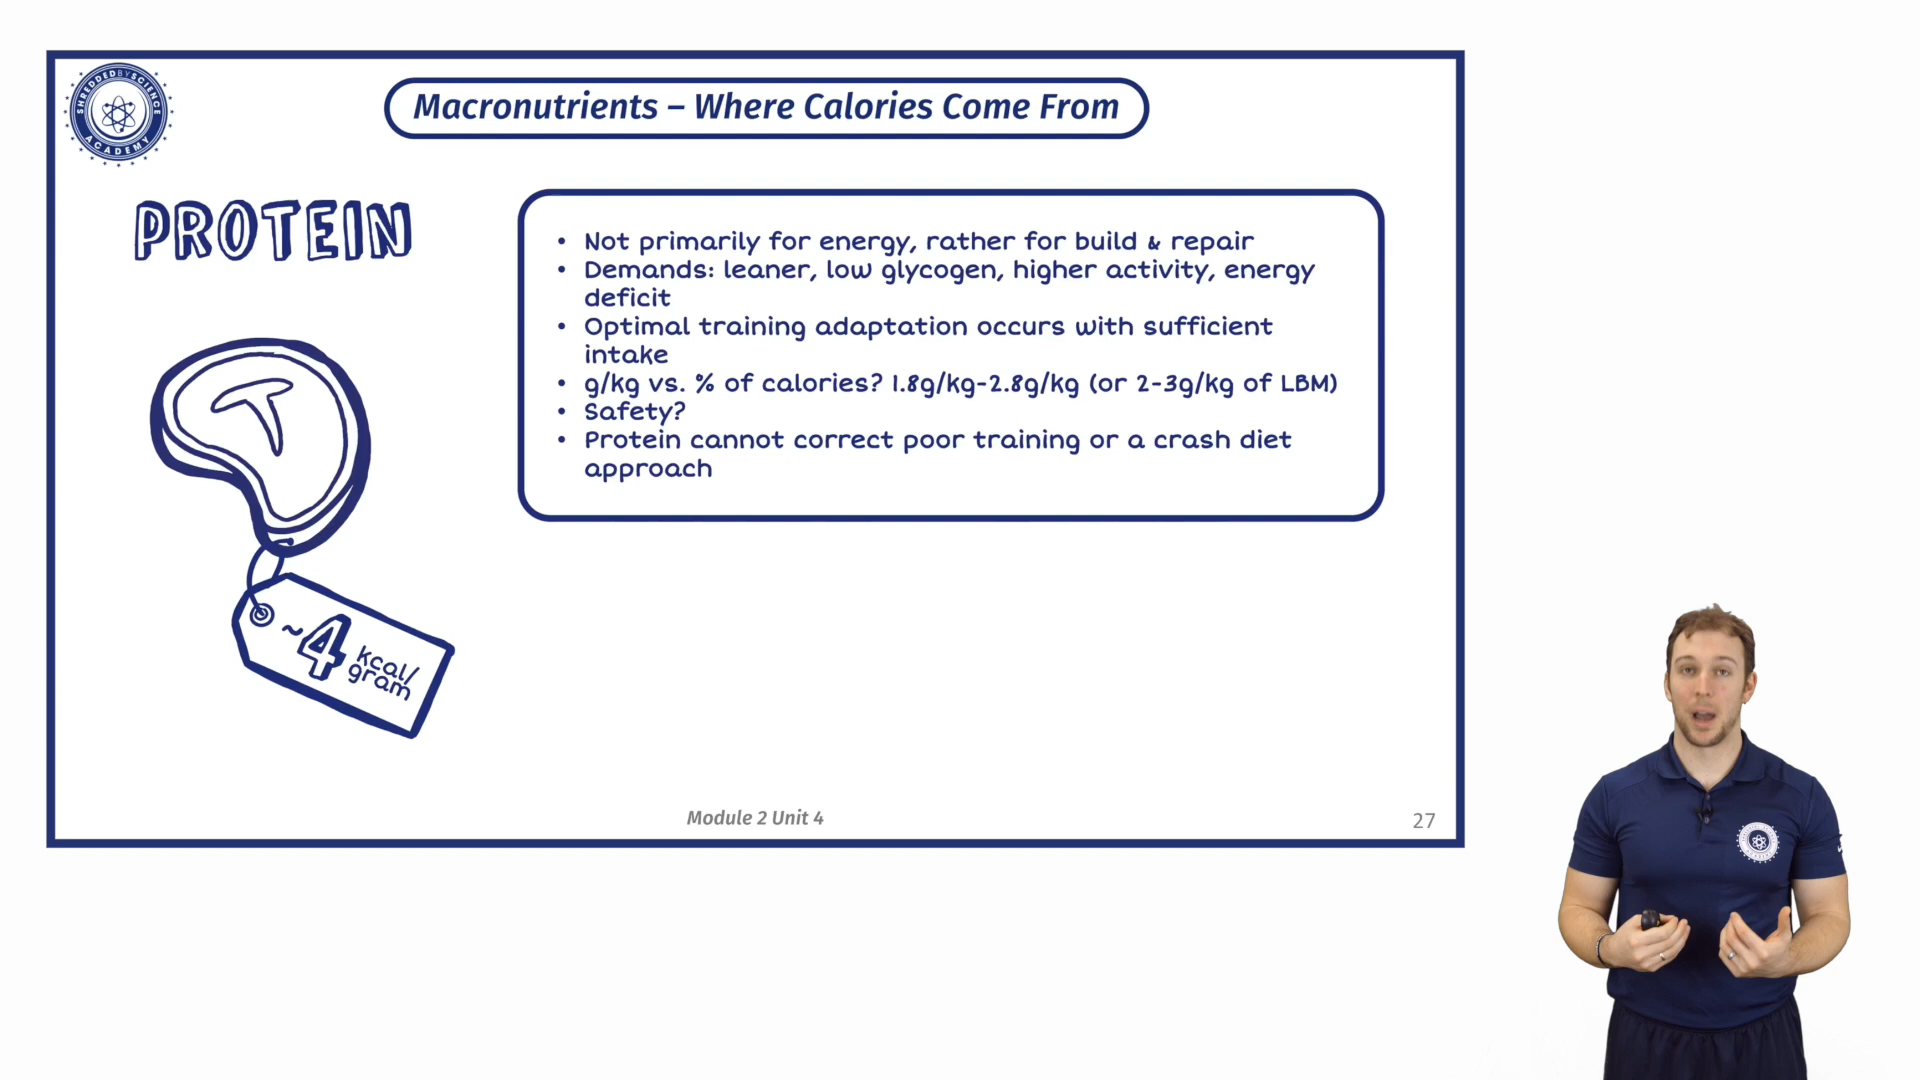 SHREDDEDBYSCIENCE
ACADEMY
Macronutrients – Where Calories Come From
PROTEIN
• Not primarily for energy, rather for build & repair
• Demands: leaner, low glycogen, higher activity, energy
deficit
• Optimal training adaptation occurs with sufficient
intake
• g/kg vs. % of calories? 1.8g/kg-2.8g/kg (or 2-3g/kg of LBM)
• Safety?
• Protein cannot correct poor training or a crash diet
approach
~4 kcal/
gram
Module 2 Unit 4
27